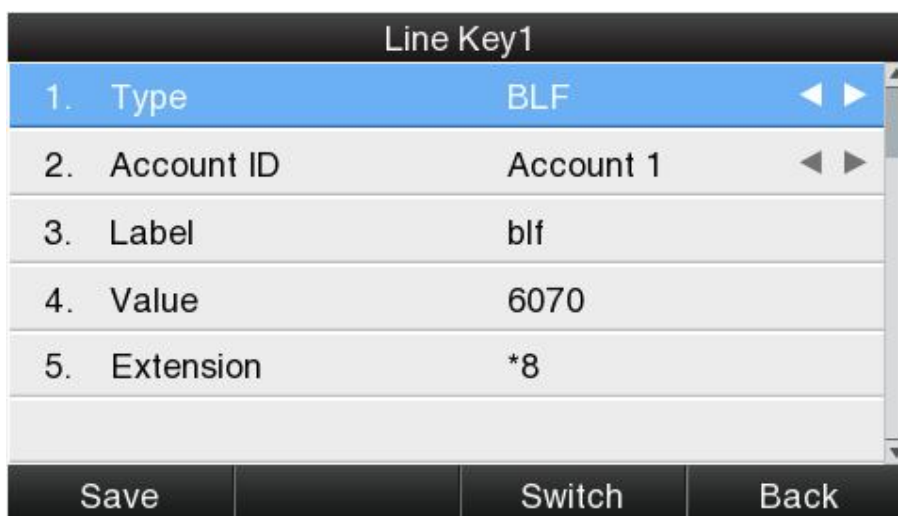 Line Key1
1. Type BLF
2. Account ID Account 1
3. Label blf
4. Value 6070
5. Extension *8
Save Switch Back